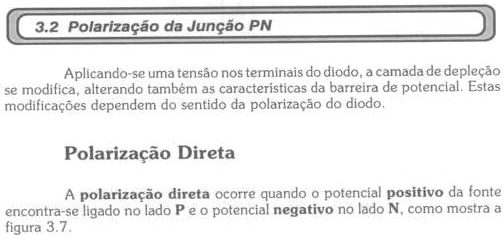 3.2 Polarização da Junção PN
Aplicando-se uma tensão nos terminais do diodo, a camada de depleção
se modifica, alterando também as características da barreira de potencial. Estas
modificações dependem do sentido da polarização do diodo.
Polarização Direta
A polarização direta ocorre quando o potencial positivo da fonte
encontra-se ligado no lado P e o potencial negativo no lado N, como mostra a
figura 3.7.